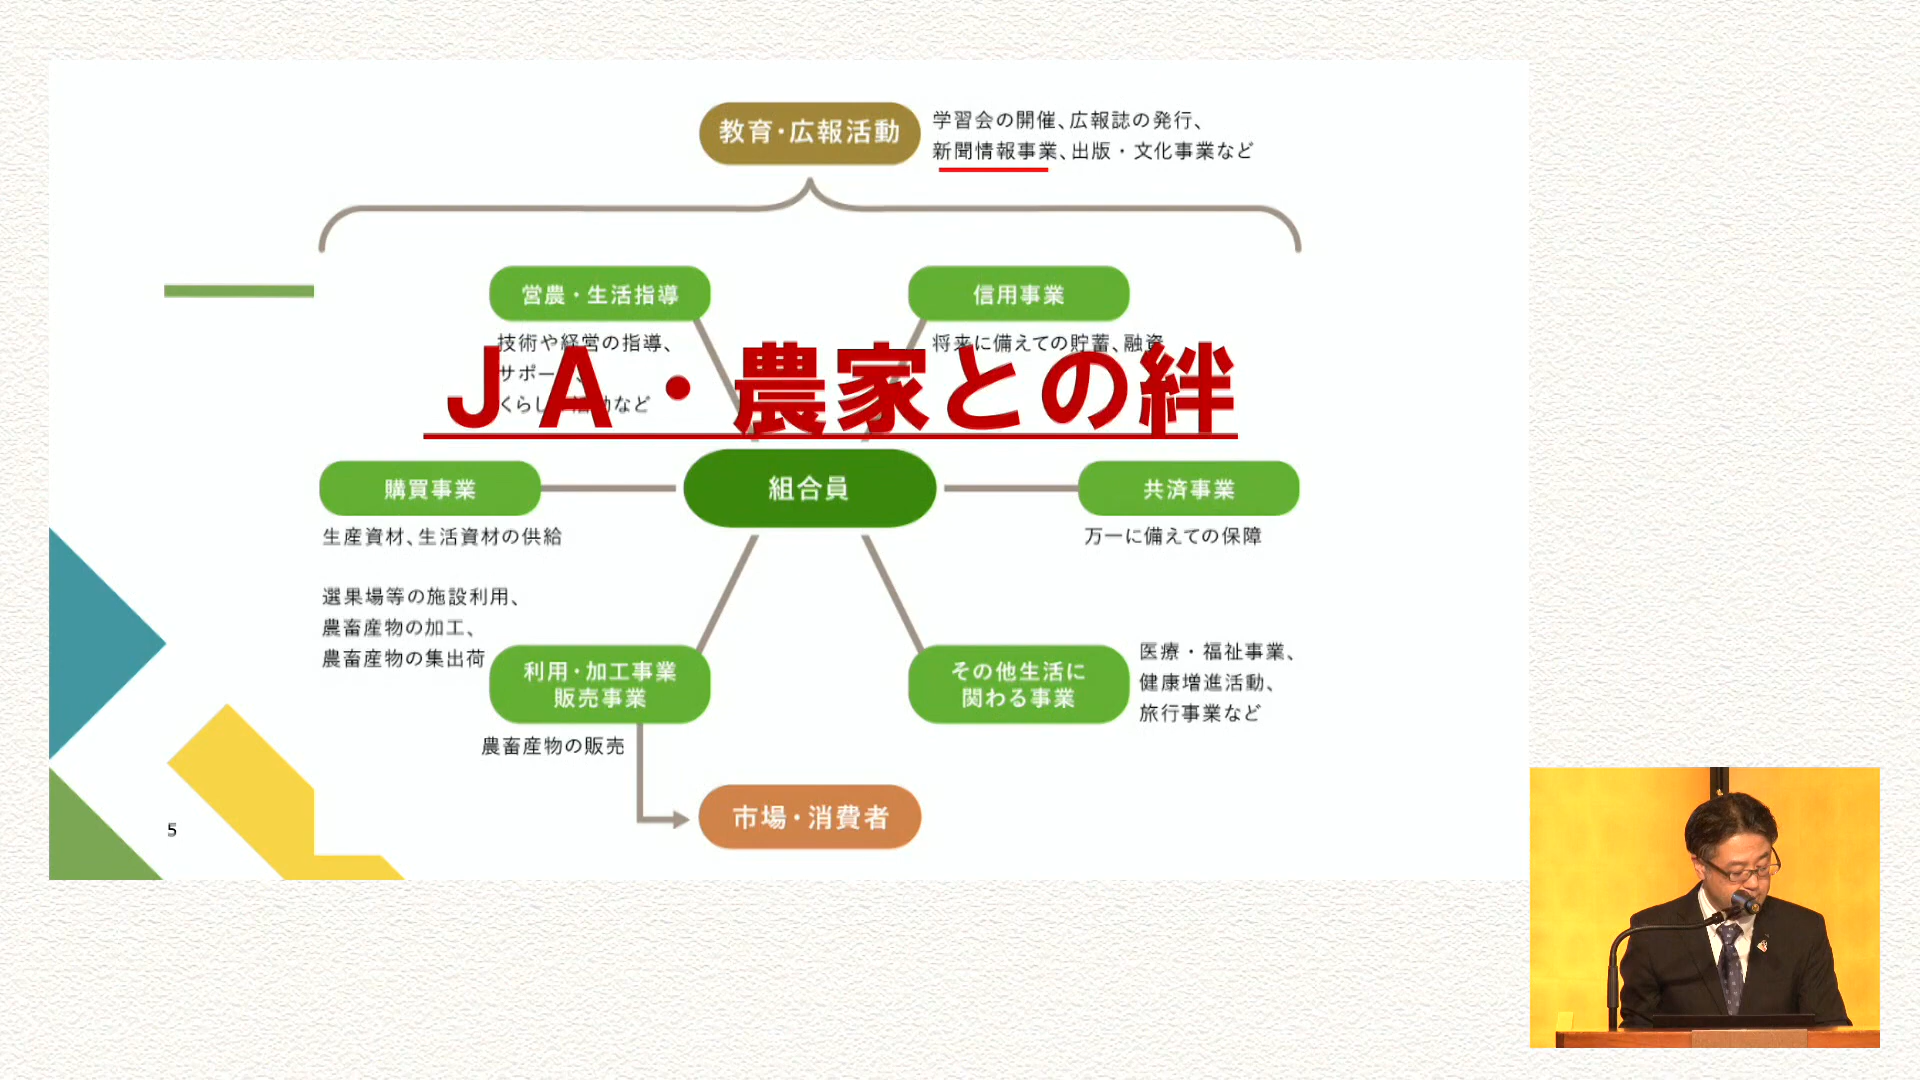 教育・広報活動
学習会の開催、広報誌の発行、
新聞情報事業、出版・文化事業など
営農・生活指導
信用事業
技術や経営の指導、
サポー
くらし
など
将来に備えての貯蓄、融資
JA・農家との絆
購買事業
組合員
共済事業
生産資材、生活資材の供給
万一に備えての保障
選果場等の施設利用、
農畜産物の加工、
農畜産物の集出荷
利用・加工事業
販売事業
その他生活に
関わる事業
医療・福祉事業、
健康増進活動、
旅行事業など
農畜産物の販売
市場・消費者
5